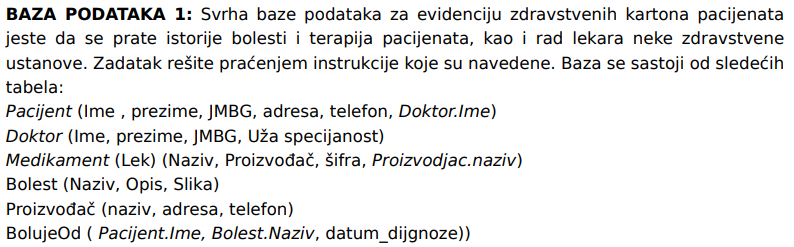 BAZA PODATAKA 1: Svrha baze podataka za evidenciju zdravstvenih kartona pacijenata
jeste da se prate istorije bolesti i terapija pacijenata, kao i rad lekara neke zdravstvene
ustanove. Zadatak rešite praćenjem instrukcije koje su navedene. Baza se sastoji od sledećih
tabela:
Pacijent (Ime , prezime, JMBG, adresa, telefon, Doktor.Ime)
Doktor (Ime, prezime, JMBG, Uža specijanost)
Medikament (Lek) (Naziv, Proizvođač, šifra, Proizvodjac.naziv)
Bolest (Naziv, Opis, Slika)
Proizvođač (naziv, adresa, telefon)
BolujeOd ( Pacijent.Ime, Bolest.Naziv, datum_dijgnoze))